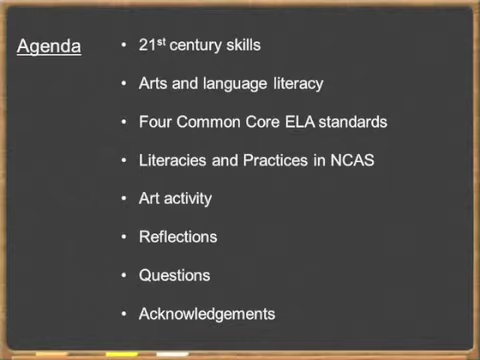 Agenda
• 21st century skills
• Arts and language literacy
• Four Common Core ELA standards
• Literacies and Practices in NCAS
• Art activity
• Reflections
• Questions
• Acknowledgements